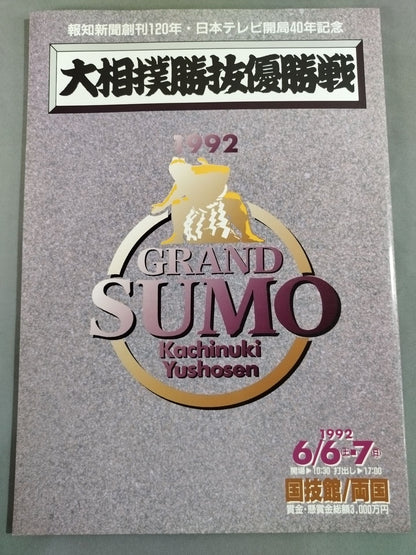 報知新聞創刊120年・日本テレビ開局40年記念
大相撲勝抜優勝戦
1992
GRAND
SUMO
Kachinuki
Yushosen
1992
6/6(土)・7(日)
開場▶10:30 打出し▶17:00
国技館/両国
賞金・懸賞金総額3,000万円